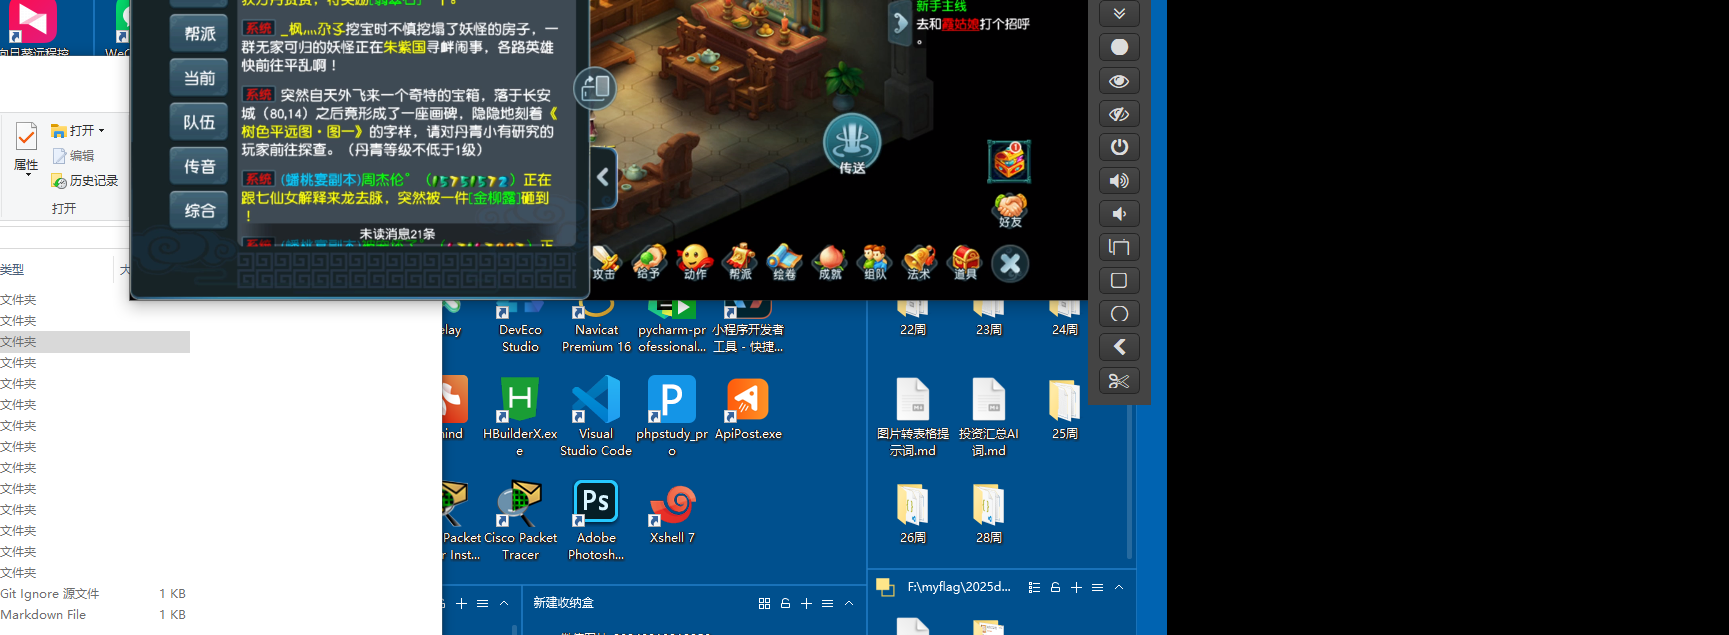 向日葵远程控
帮派
当前
队伍
传音
综合
系统 挖宝时不慎挖塌了妖怪的房子，一
群无家可归的妖怪正在朱紫国寻衅闹事，各路英雄
快前往平乱啊！
系统 突然自天外飞来一个奇特的宝箱，落于长安
城（80,14）之后竟形成了一座画碑，隐隐地刻着《
树色平远图·图一》的字样，请对丹青小有研究的
玩家前往探查。（丹青等级不低于1级）
系统 (蟠桃宴副本)周杰伦°（15751572）正在
跟七仙女解释来龙去脉，突然被一件[金柳露]砸到
！
未读消息21条
新手主线
去和霞姑娘打个招呼
。
传送
好友
攻击
给予
动作
帮派
绘卷
成就
组队
法术
道具
属性
打开
编辑
历史记录
打开
类型
大
文件夹
文件夹
文件夹
文件夹
文件夹
文件夹
文件夹
文件夹
文件夹
文件夹
文件夹
文件夹
文件夹
文件夹
Git Ignore 源文件 1 KB
Markdown File 1 KB
elay
DevEco
Studio
Navicat
Premium 16
pycharm-pr
ofessional...
小程序开发者
工具 - 快捷...
22周
23周
24周
HBuilderX.ex
e
Visual
Studio Code
phpstudy_pr
o
ApiPost.exe
图片转表格提
示词.md
投资汇总AI
词.md
25周
Packet
r Inst...
Cisco Packet
Tracer
Adobe
Photosh...
Xshell 7
26周
28周
新建收纳盒
F:\myflag\2025d...